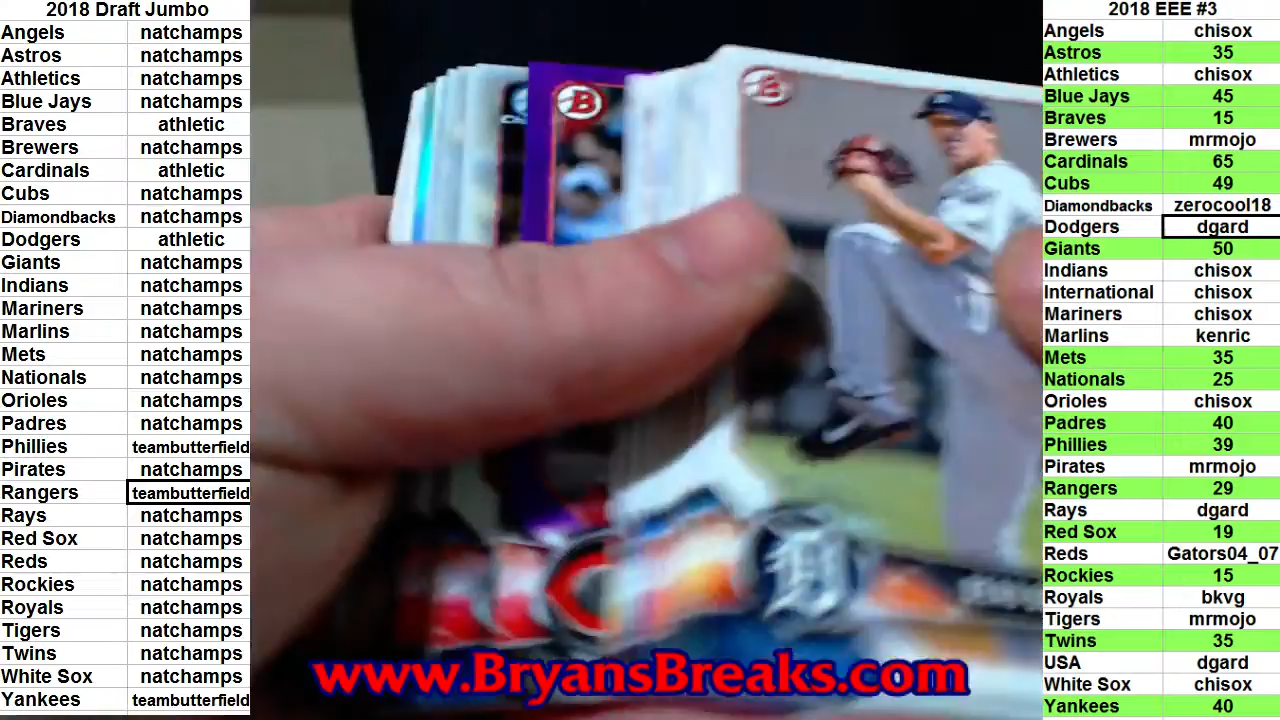 2018 Draft Jumbo
Angels natchamps
Astros natchamps
Athletics natchamps
Blue Jays natchamps
Braves athletic
Brewers natchamps
Cardinals athletic
Cubs natchamps
Diamondbacks natchamps
Dodgers athletic
Giants natchamps
Indians natchamps
Mariners natchamps
Marlins natchamps
Mets natchamps
Nationals natchamps
Orioles natchamps
Padres natchamps
Phillies teambutterfield
Pirates natchamps
Rangers teambutterfield
Rays natchamps
Red Sox natchamps
Reds natchamps
Rockies natchamps
Royals natchamps
Tigers natchamps
Twins natchamps
White Sox natchamps
Yankees teambutterfield
B
B
C
D
www.BryansBreaks.com
2018 EEE #3
Angels chisox
Astros 35
Athletics chisox
Blue Jays 45
Braves 15
Brewers mrmojo
Cardinals 65
Cubs 49
Diamondbacks zerocool18
Dodgers dgard
Giants 50
Indians chisox
International chisox
Mariners chisox
Marlins kenric
Mets 35
Nationals 25
Orioles chisox
Padres 40
Phillies 39
Pirates mrmojo
Rangers 29
Rays dgard
Red Sox 19
Reds Gators04_07
Rockies 15
Royals bkvg
Tigers mrmojo
Twins 35
USA dgard
White Sox chisox
Yankees 40